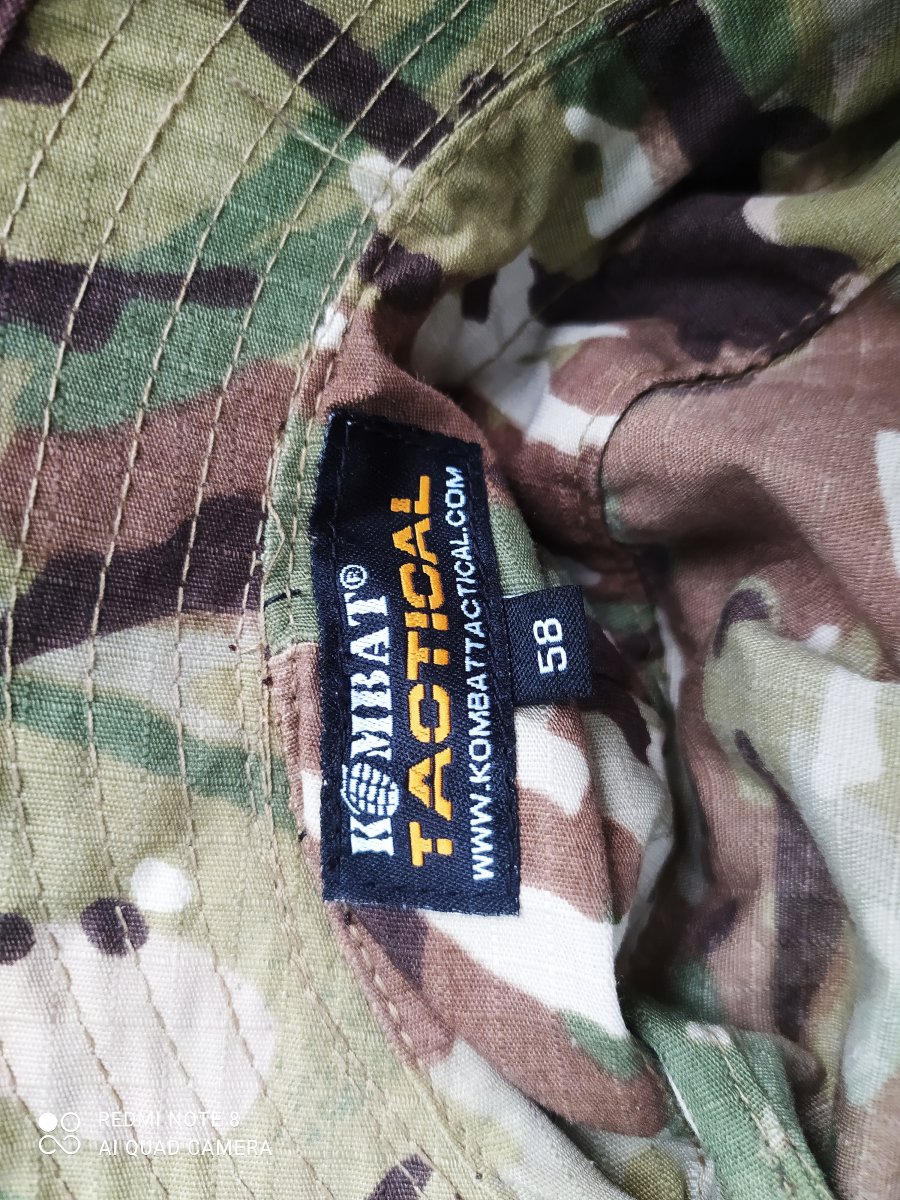 KOMBAT®
TACTICAL
WWW.KOMBATTACTICAL.COM
58
REDMI NOTE 8
AI QUAD CAMERA